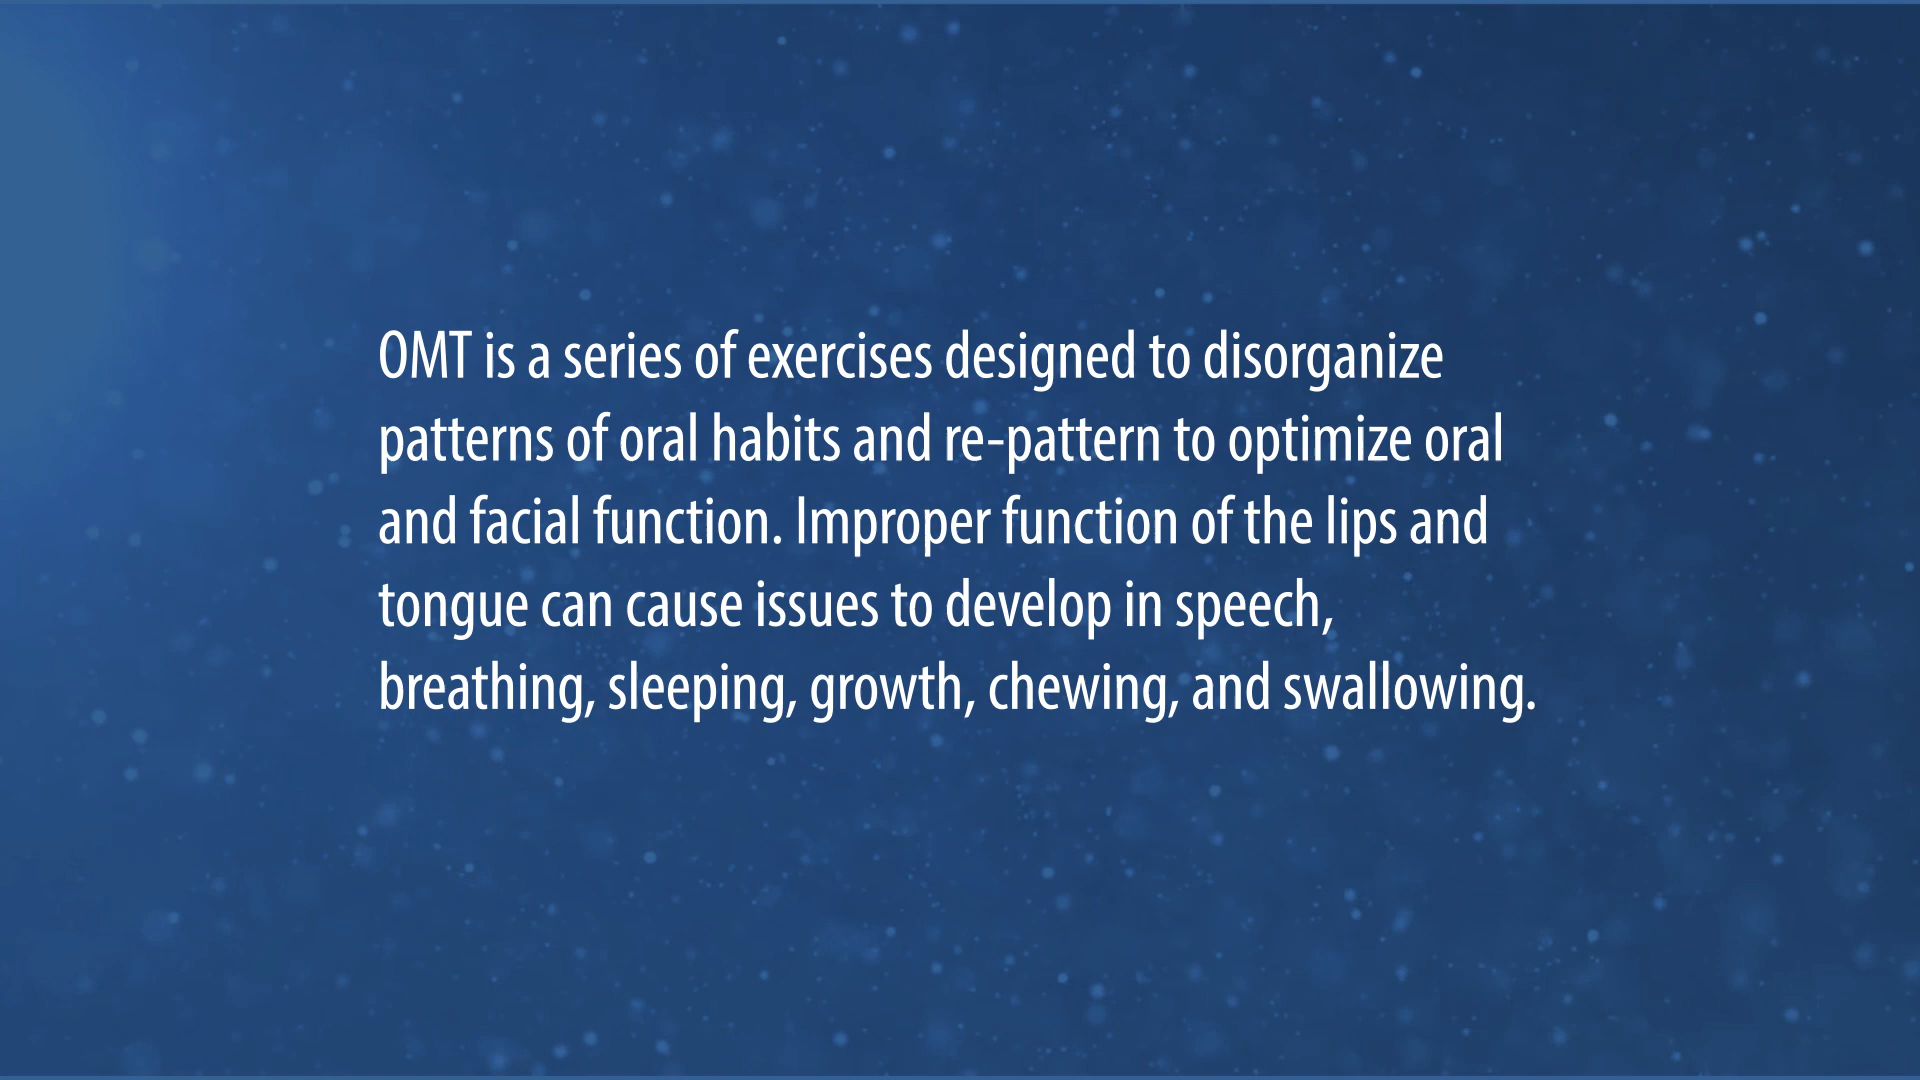 OMT is a series of exercises designed to disorganize
patterns of oral habits and re-pattern to optimize oral
and facial function. Improper function of the lips and
tongue can cause issues to develop in speech,
breathing, sleeping, growth, chewing, and swallowing.